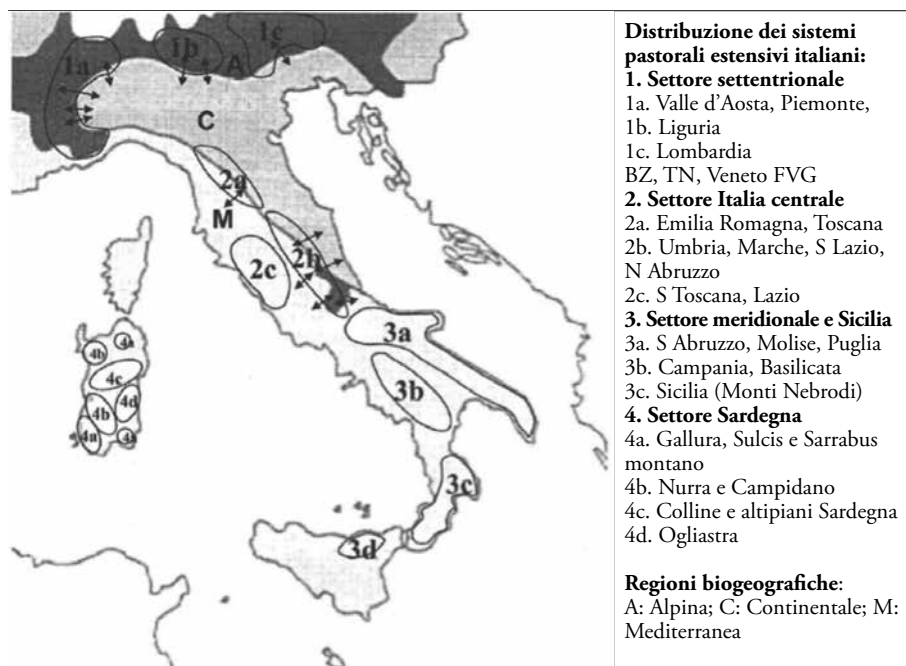 1a
1b
1c
A
C
2a
M
2b
2c
3a
3b
3c
3d
4a
4b
4c
4d
4b
4a
4a
Distribuzione dei sistemi
pastorali estensivi italiani:
1. Settore settentrionale
1a. Valle d’Aosta, Piemonte,
1b. Liguria
1c. Lombardia
BZ, TN, Veneto FVG
2. Settore Italia centrale
2a. Emilia Romagna, Toscana
2b. Umbria, Marche, S Lazio,
N Abruzzo
2c. S Toscana, Lazio
3. Settore meridionale e Sicilia
3a. S Abruzzo, Molise, Puglia
3b. Campania, Basilicata
3c. Sicilia (Monti Nebrodi)
4. Settore Sardegna
4a. Gallura, Sulcis e Sarrabus
montano
4b. Nurra e Campidano
4c. Colline e altipiani Sardegna
4d. Ogliastra
Regioni biogeografiche:
A: Alpina; C: Continentale; M:
Mediterranea